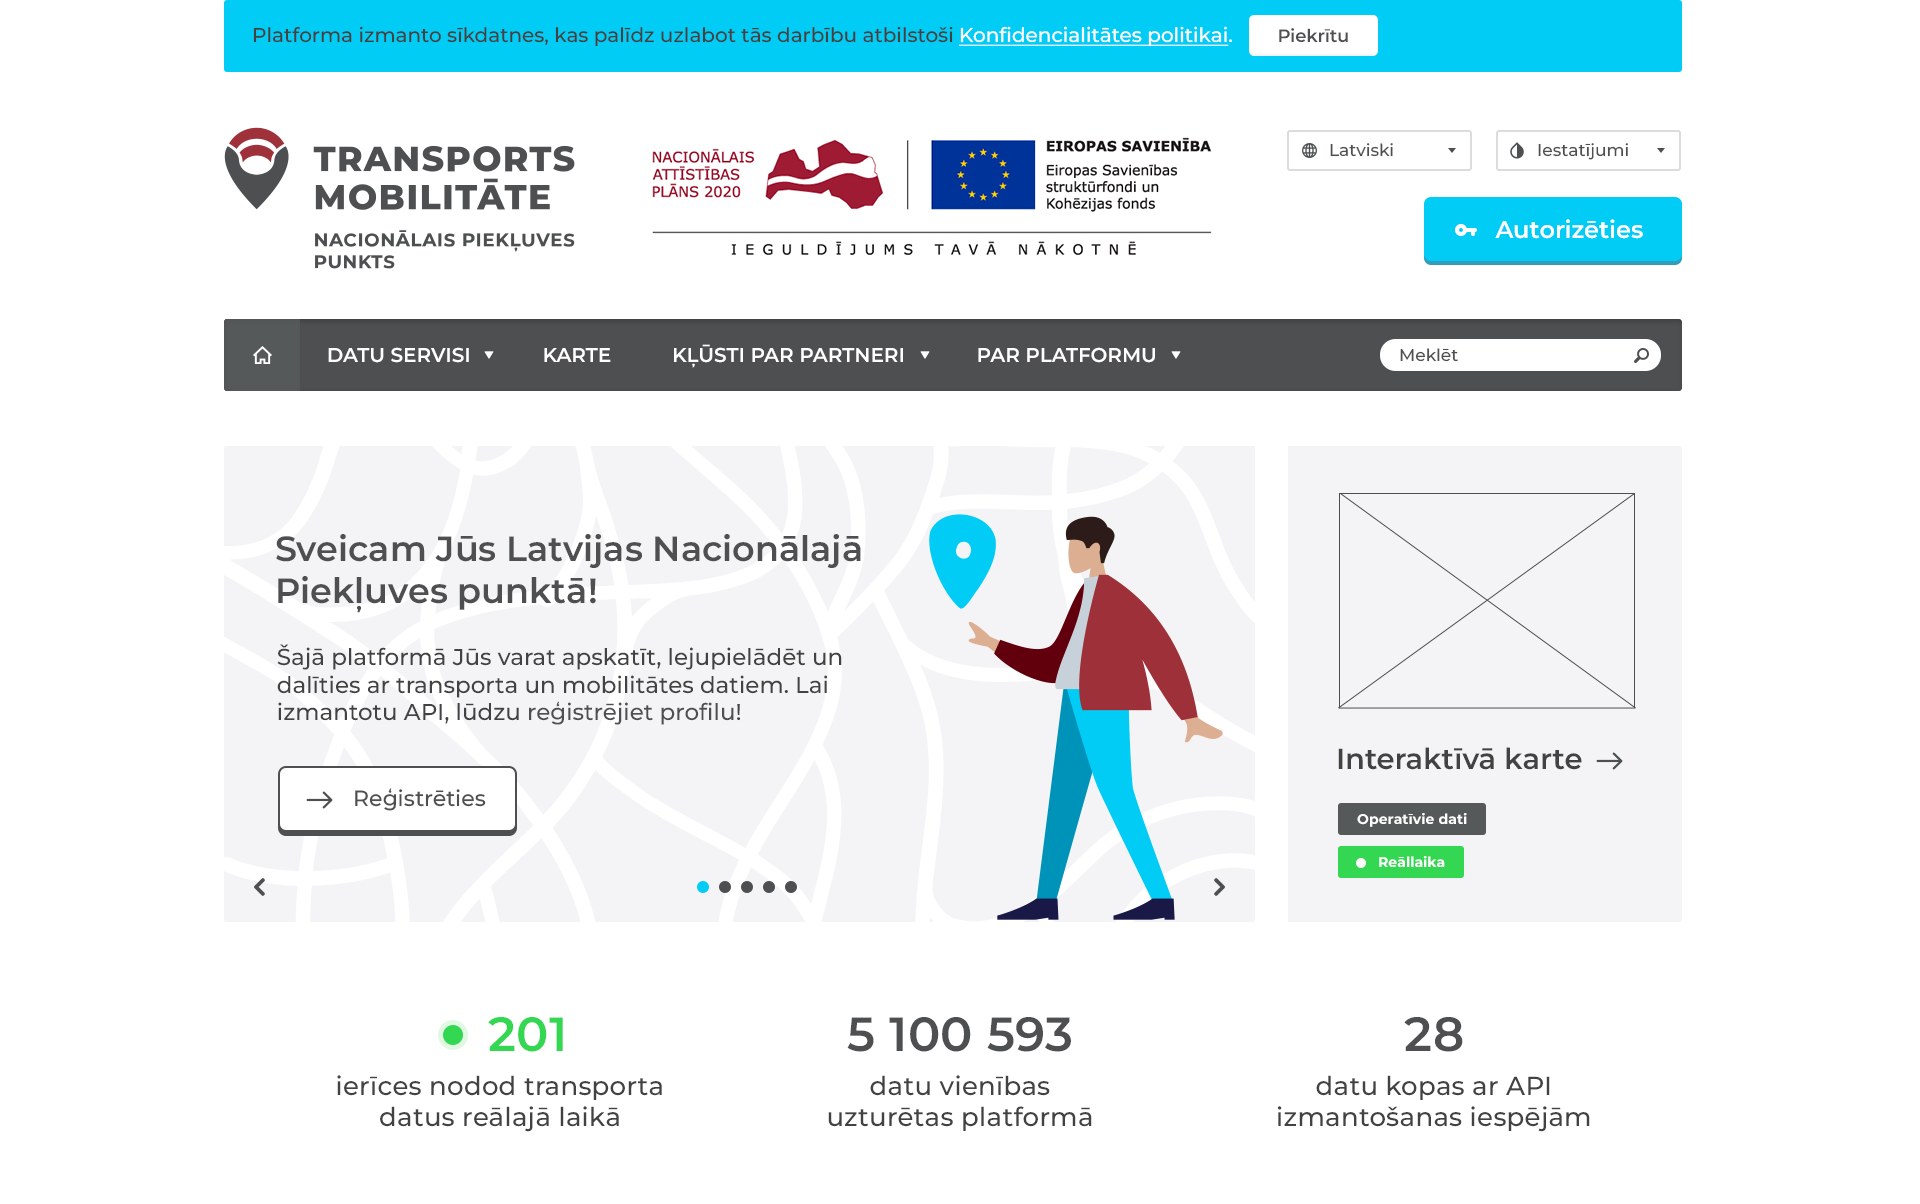 Platforma izmanto sīkdatnes, kas palīdz uzlabot tās darbību atbilstoši Konfidencialitātes politikai.
Piekrītu
TRANSPORTS
MOBILITĀTE
NACIONĀLAIS PIEKĻUVES
PUNKTS
NACIONĀLAIS
ATTĪSTĪBAS
PLĀNS 2020
EIROPAS SAVIENĪBA
Eiropas Savienības
struktūrfondi un
Kohēzijas fonds
IEGULDĪJUMS TAVĀ NĀKOTNĒ
Latviski
Iestatījumi
Autorizēties
DATU SERVISI
KARTE
KĻŪSTI PAR PARTNERI
PAR PLATFORMU
Meklēt
Sveicam Jūs Latvijas Nacionālajā
Piekļuves punktā!
Šajā platformā Jūs varat apskatīt, lejupielādēt un
dalīties ar transporta un mobilitātes datiem. Lai
izmantotu API, lūdzu reģistrējiet profilu!
Reģistrēties
Interaktīvā karte
Operatīvie dati
Reāllaika
201
ierīces nodod transporta
datus reālajā laikā
5 100 593
datu vienības
uzturētas platformā
28
datu kopas ar API
izmantošanas iespējām